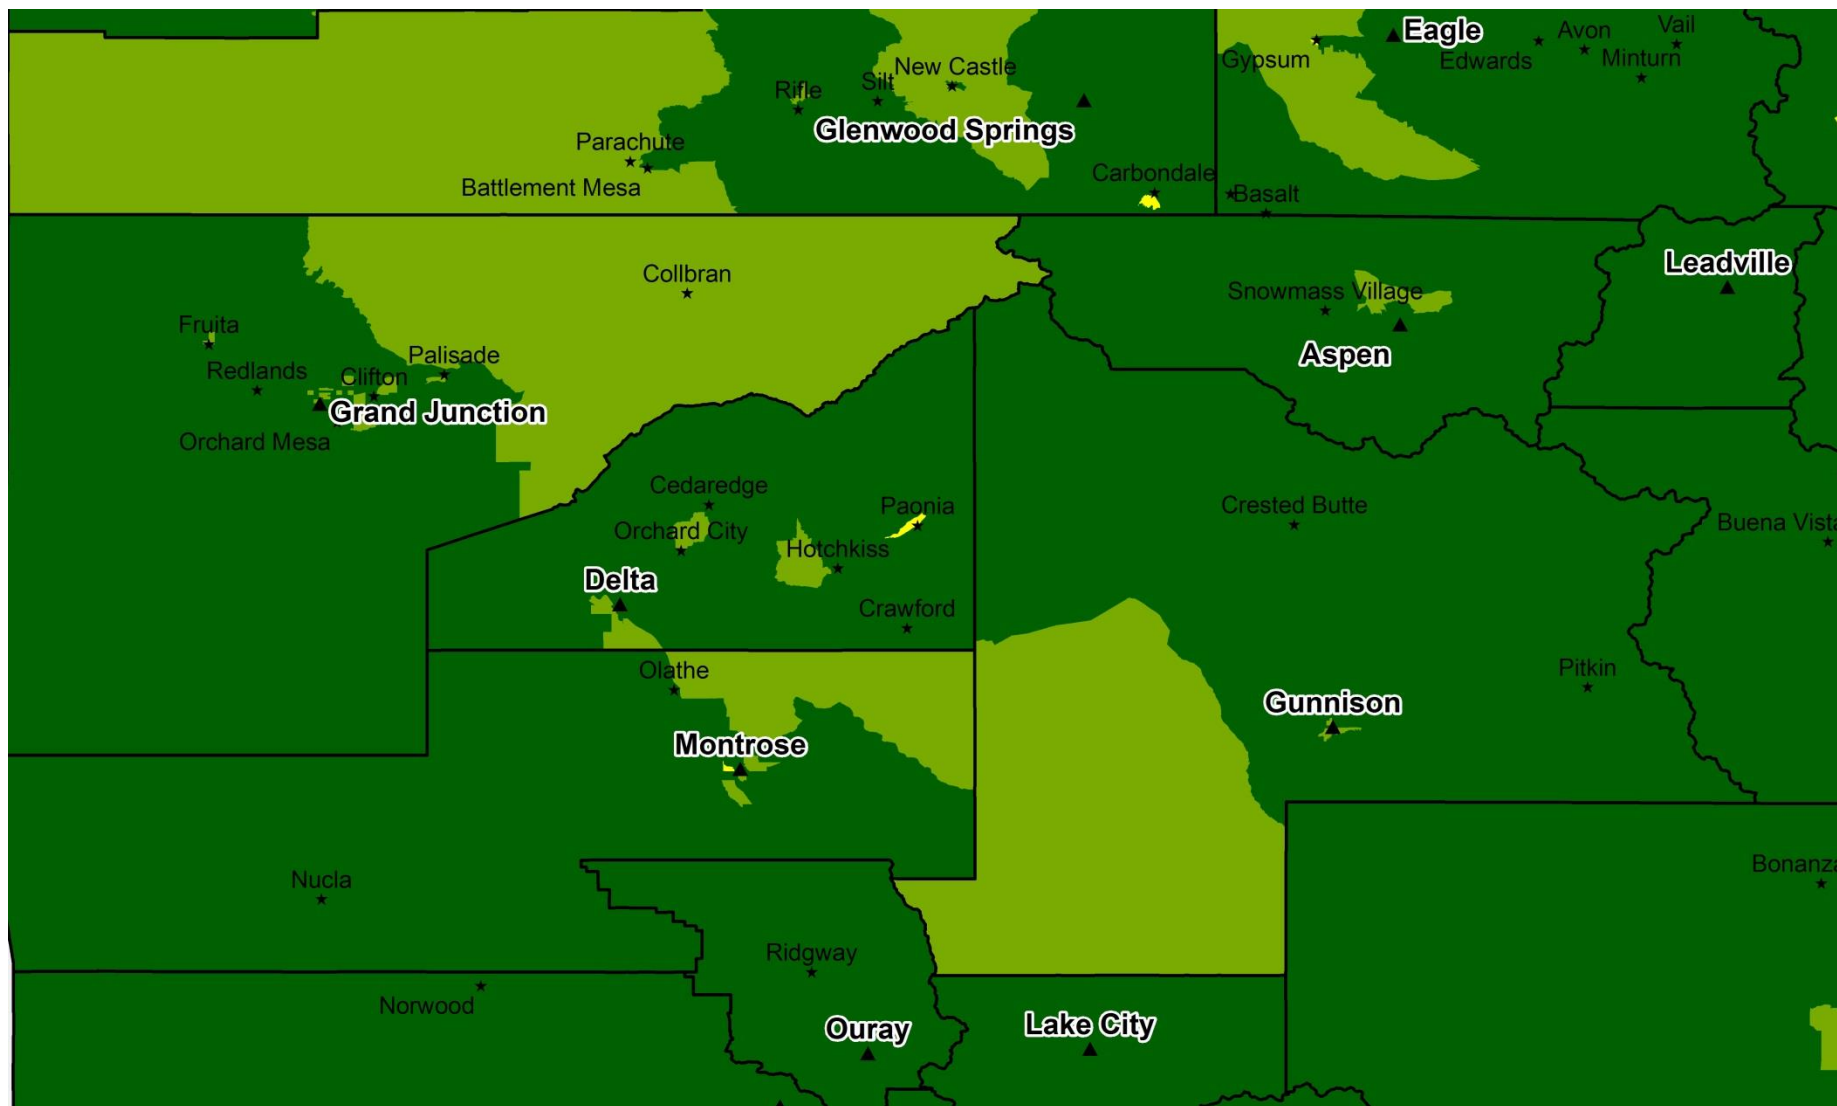 Eagle
Avon
Vail
Gypsum
Edwards
Minturn
New Castle
Silt
Rifle
Glenwood Springs
Parachute
Battlement Mesa
Carbondale
Basalt
Collbran
Leadville
Snowmass Village
Aspen
Fruita
Palisade
Redlands
Clifton
Grand Junction
Orchard Mesa
Cedaredge
Paonia
Crested Butte
Orchard City
Hotchkiss
Buena Vista
Delta
Crawford
Olathe
Pitkin
Gunnison
Montrose
Nucla
Bonanza
Ridgway
Norwood
Ouray
Lake City